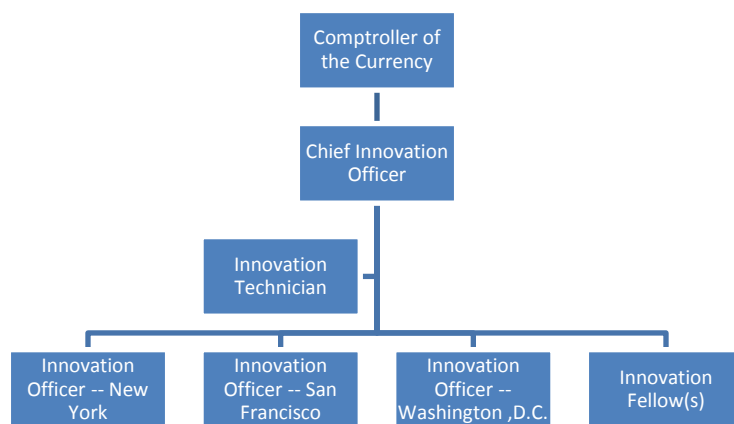 Comptroller of
the Currency
Chief Innovation
Officer
Innovation
Technician
Innovation
Officer -- New
York
Innovation
Officer -- San
Francisco
Innovation
Officer --
Washington ,D.C.
Innovation
Fellow(s)